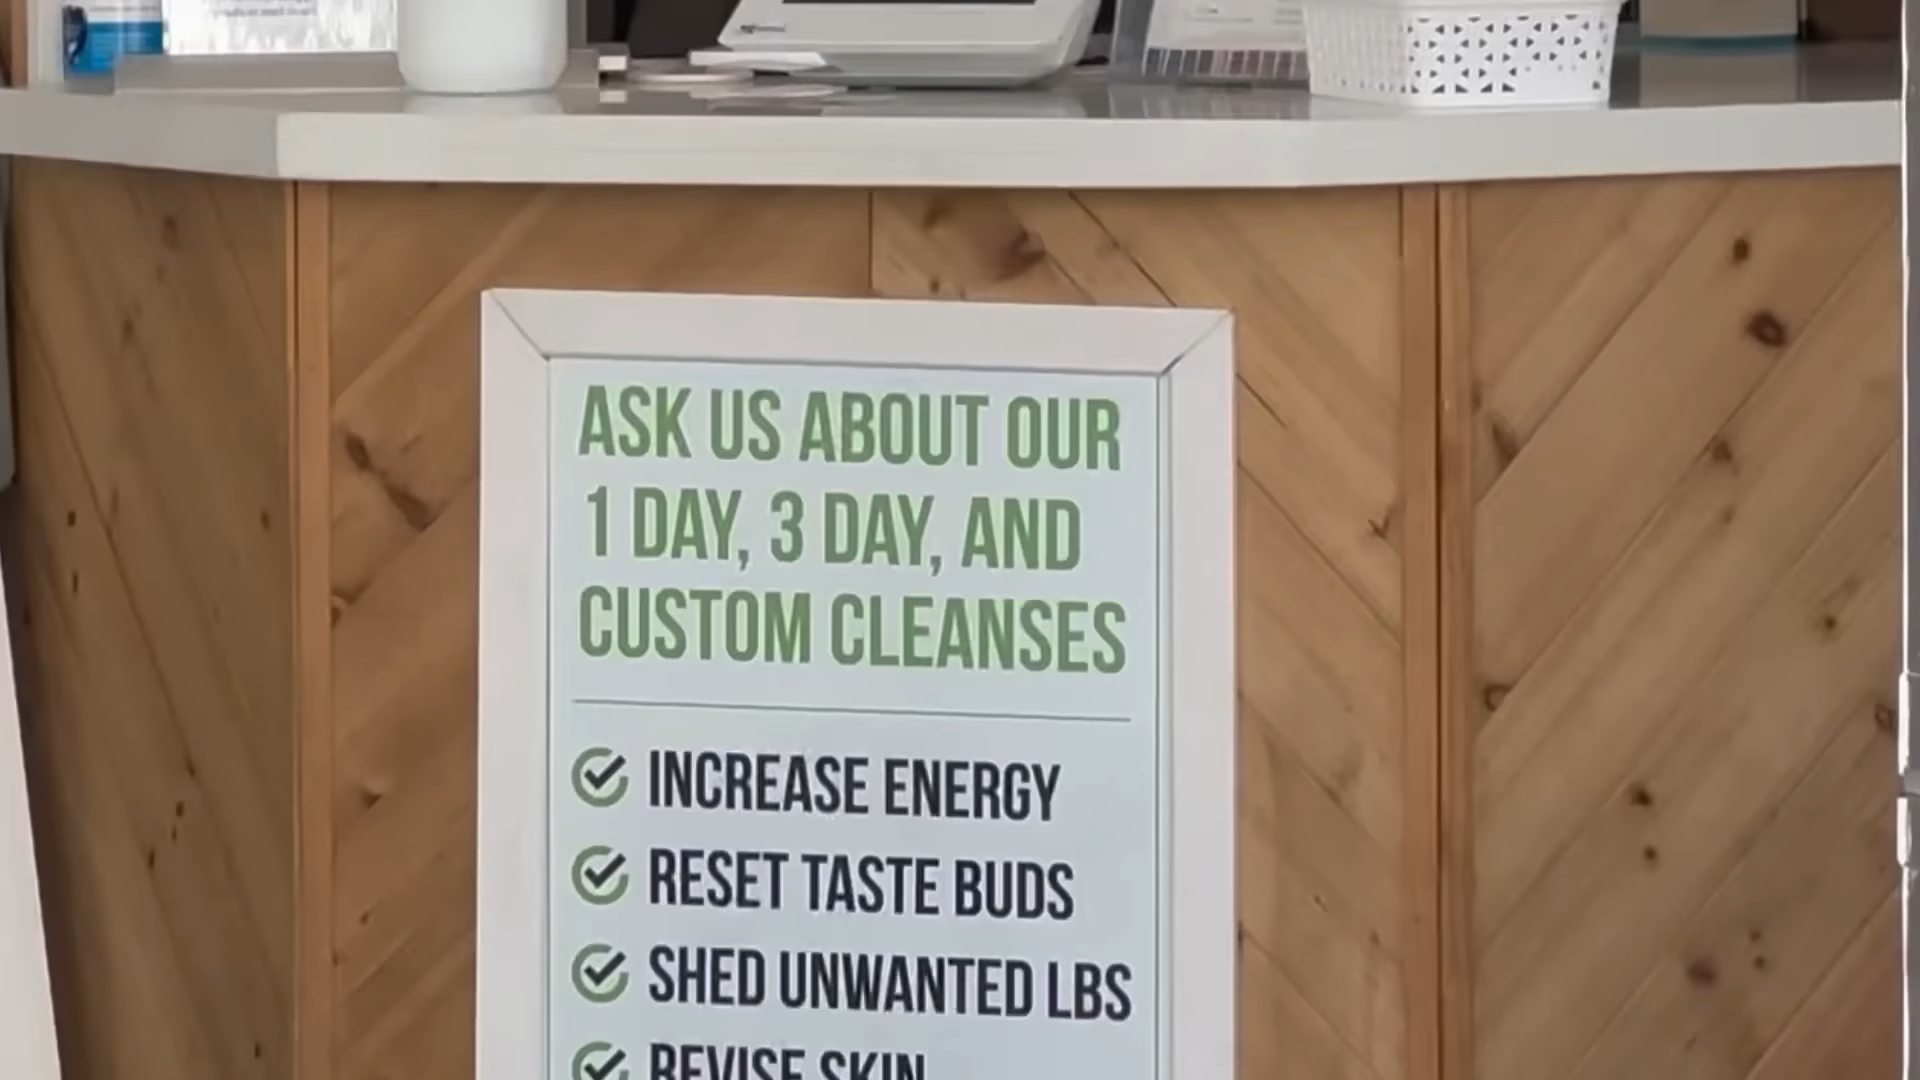 ASK US ABOUT OUR
1 DAY, 3 DAY, AND
CUSTOM CLEANSES
INCREASE ENERGY
RESET TASTE BUDS
SHED UNWANTED LBS
REVISE SKIN